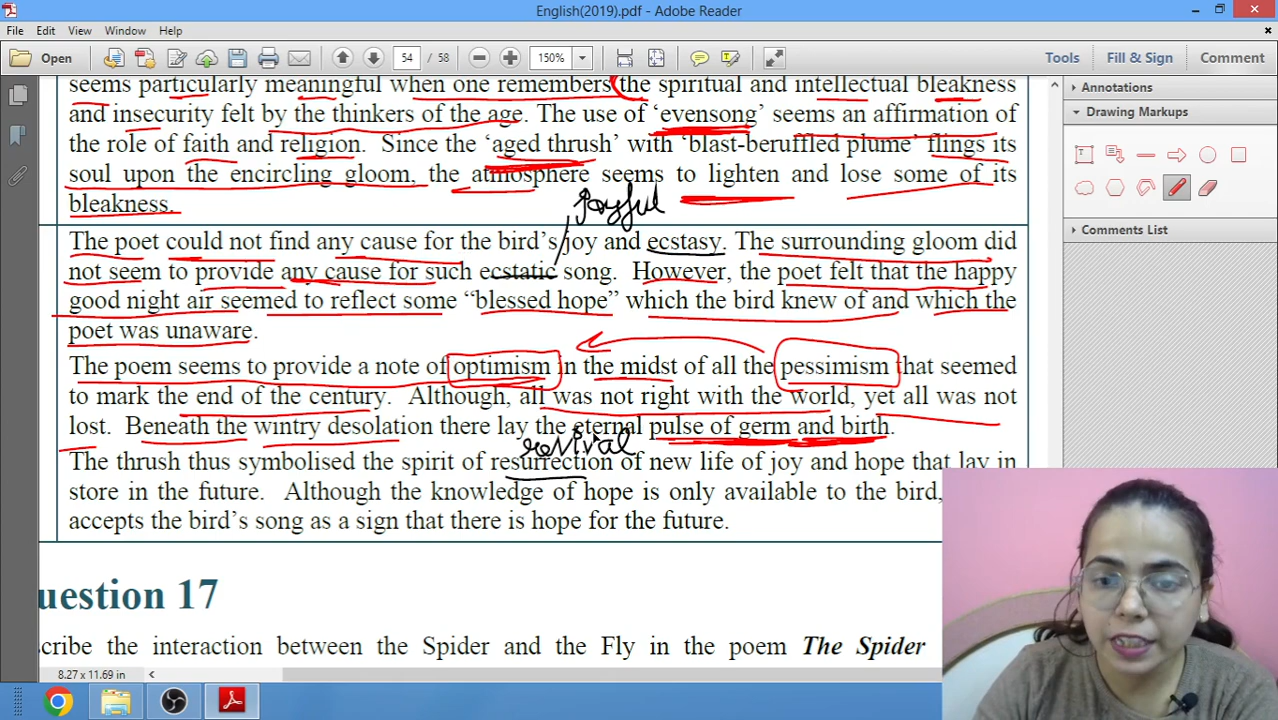 English(2019).pdf - Adobe Reader
File Edit View Window Help
Open 54 / 58 150% Tools Fill & Sign Comment
seems particularly meaningful when one remembers the spiritual and intellectual bleakness
and insecurity felt by the thinkers of the age. The use of ‘evensong’ seems an affirmation of
the role of faith and religion. Since the ‘aged thrush’ with ‘blast-beruffled plume’ flings its
soul upon the encircling gloom, the atmosphere seems to lighten and lose some of its
bleakness.
Joyful
The poet could not find any cause for the bird’s joy and ecstasy. The surrounding gloom did
not seem to provide any cause for such ecstatic song. However, the poet felt that the happy
good night air seemed to reflect some “blessed hope” which the bird knew of and which the
poet was unaware.
The poem seems to provide a note of optimism in the midst of all the pessimism that seemed
to mark the end of the century. Although, all was not right with the world, yet all was not
lost. Beneath the wintry desolation there lay the eternal pulse of germ and birth.
revival
The thrush thus symbolised the spirit of resurrection of new life of joy and hope that lay in
store in the future. Although the knowledge of hope is only available to the bird,
accepts the bird’s song as a sign that there is hope for the future.
uestion 17
scribe the interaction between the Spider and the Fly in the poem The Spider
8.27 x 11.69 in
Annotations
Drawing Markups
Comments List